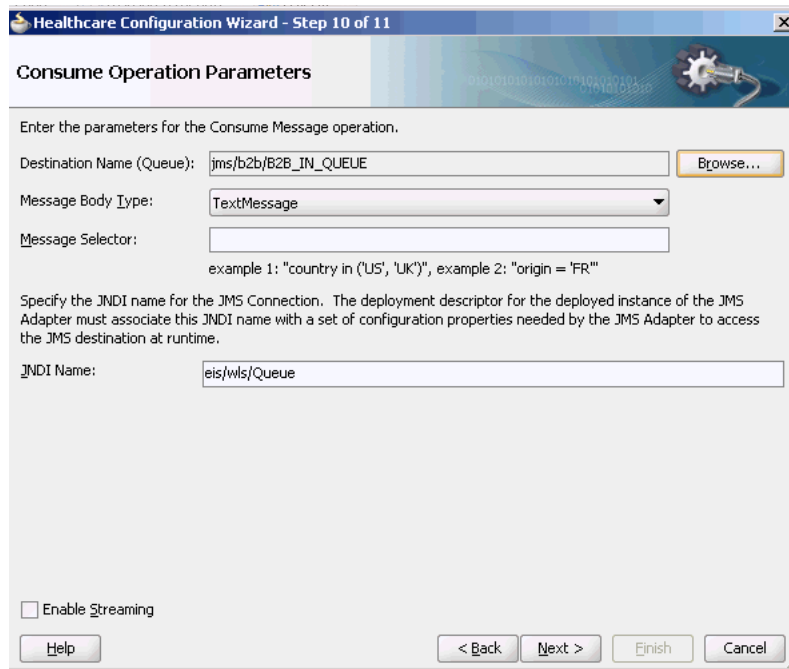 Healthcare Configuration Wizard - Step 10 of 11
Consume Operation Parameters
Enter the parameters for the Consume Message operation.
Destination Name (Queue): jms/b2b/B2B_IN_QUEUE Browse...
Message Body Type: TextMessage
Message Selector:
example 1: "country in ('US', 'UK')", example 2: "origin = 'FR'"
Specify the JNDI name for the JMS Connection. The deployment descriptor for the deployed instance of the JMS
Adapter must associate this JNDI name with a set of configuration properties needed by the JMS Adapter to access
the JMS destination at runtime.
JNDI Name: eis/wls/Queue
Enable Streaming
Help < Back Next > Finish Cancel